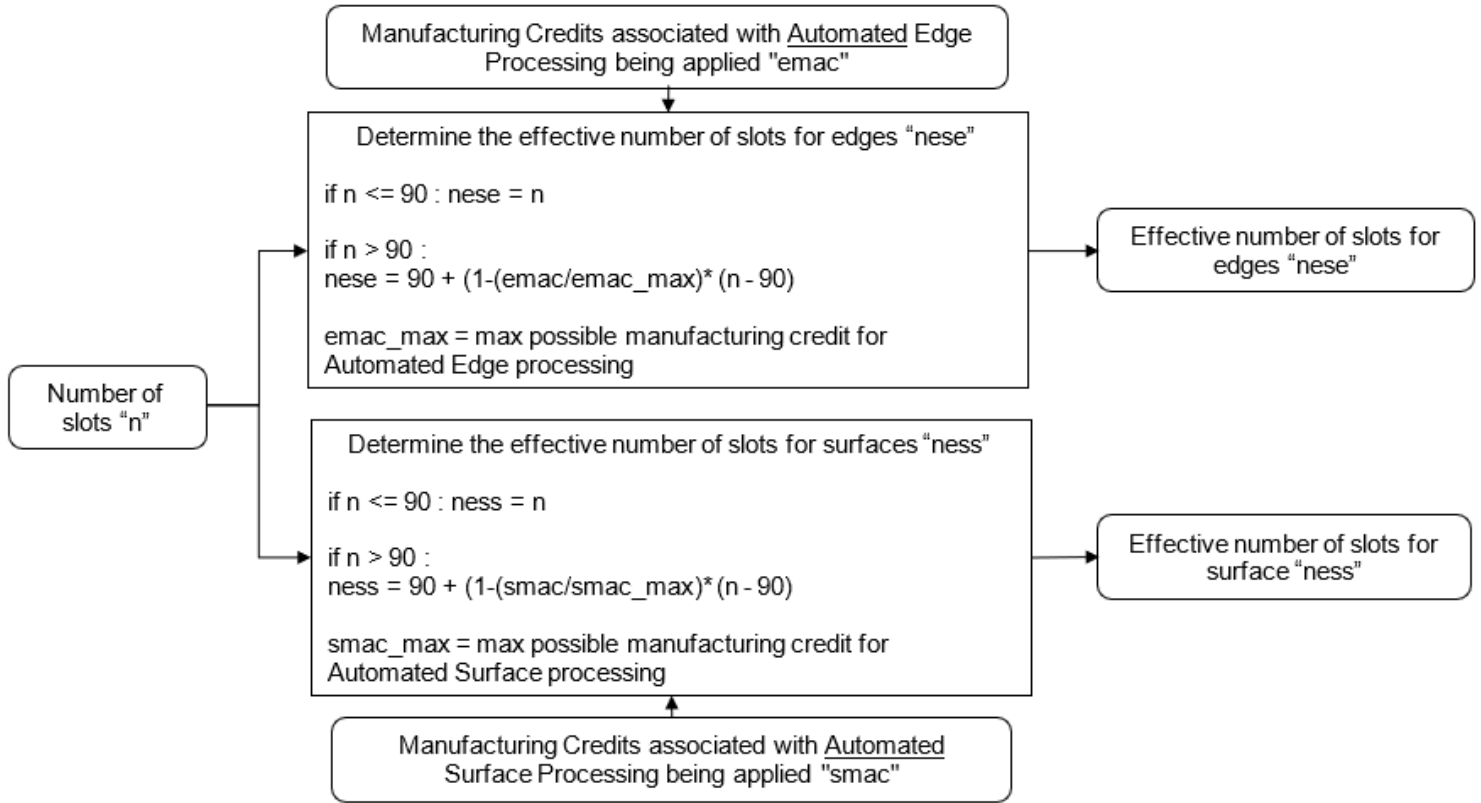 Manufacturing Credits associated with Automated Edge
Processing being applied "emac"
Determine the effective number of slots for edges “nese”
if n <= 90 : nese = n
if n > 90 :
nese = 90 + (1-(emac/emac_max)* (n - 90)
emac_max = max possible manufacturing credit for
Automated Edge processing
Effective number of slots for
edges “nese”
Number of
slots “n”
Determine the effective number of slots for surfaces “ness”
if n <= 90 : ness = n
if n > 90 :
ness = 90 + (1-(smac/smac_max)* (n - 90)
smac_max = max possible manufacturing credit for
Automated Surface processing
Effective number of slots for
surface “ness”
Manufacturing Credits associated with Automated
Surface Processing being applied "smac"